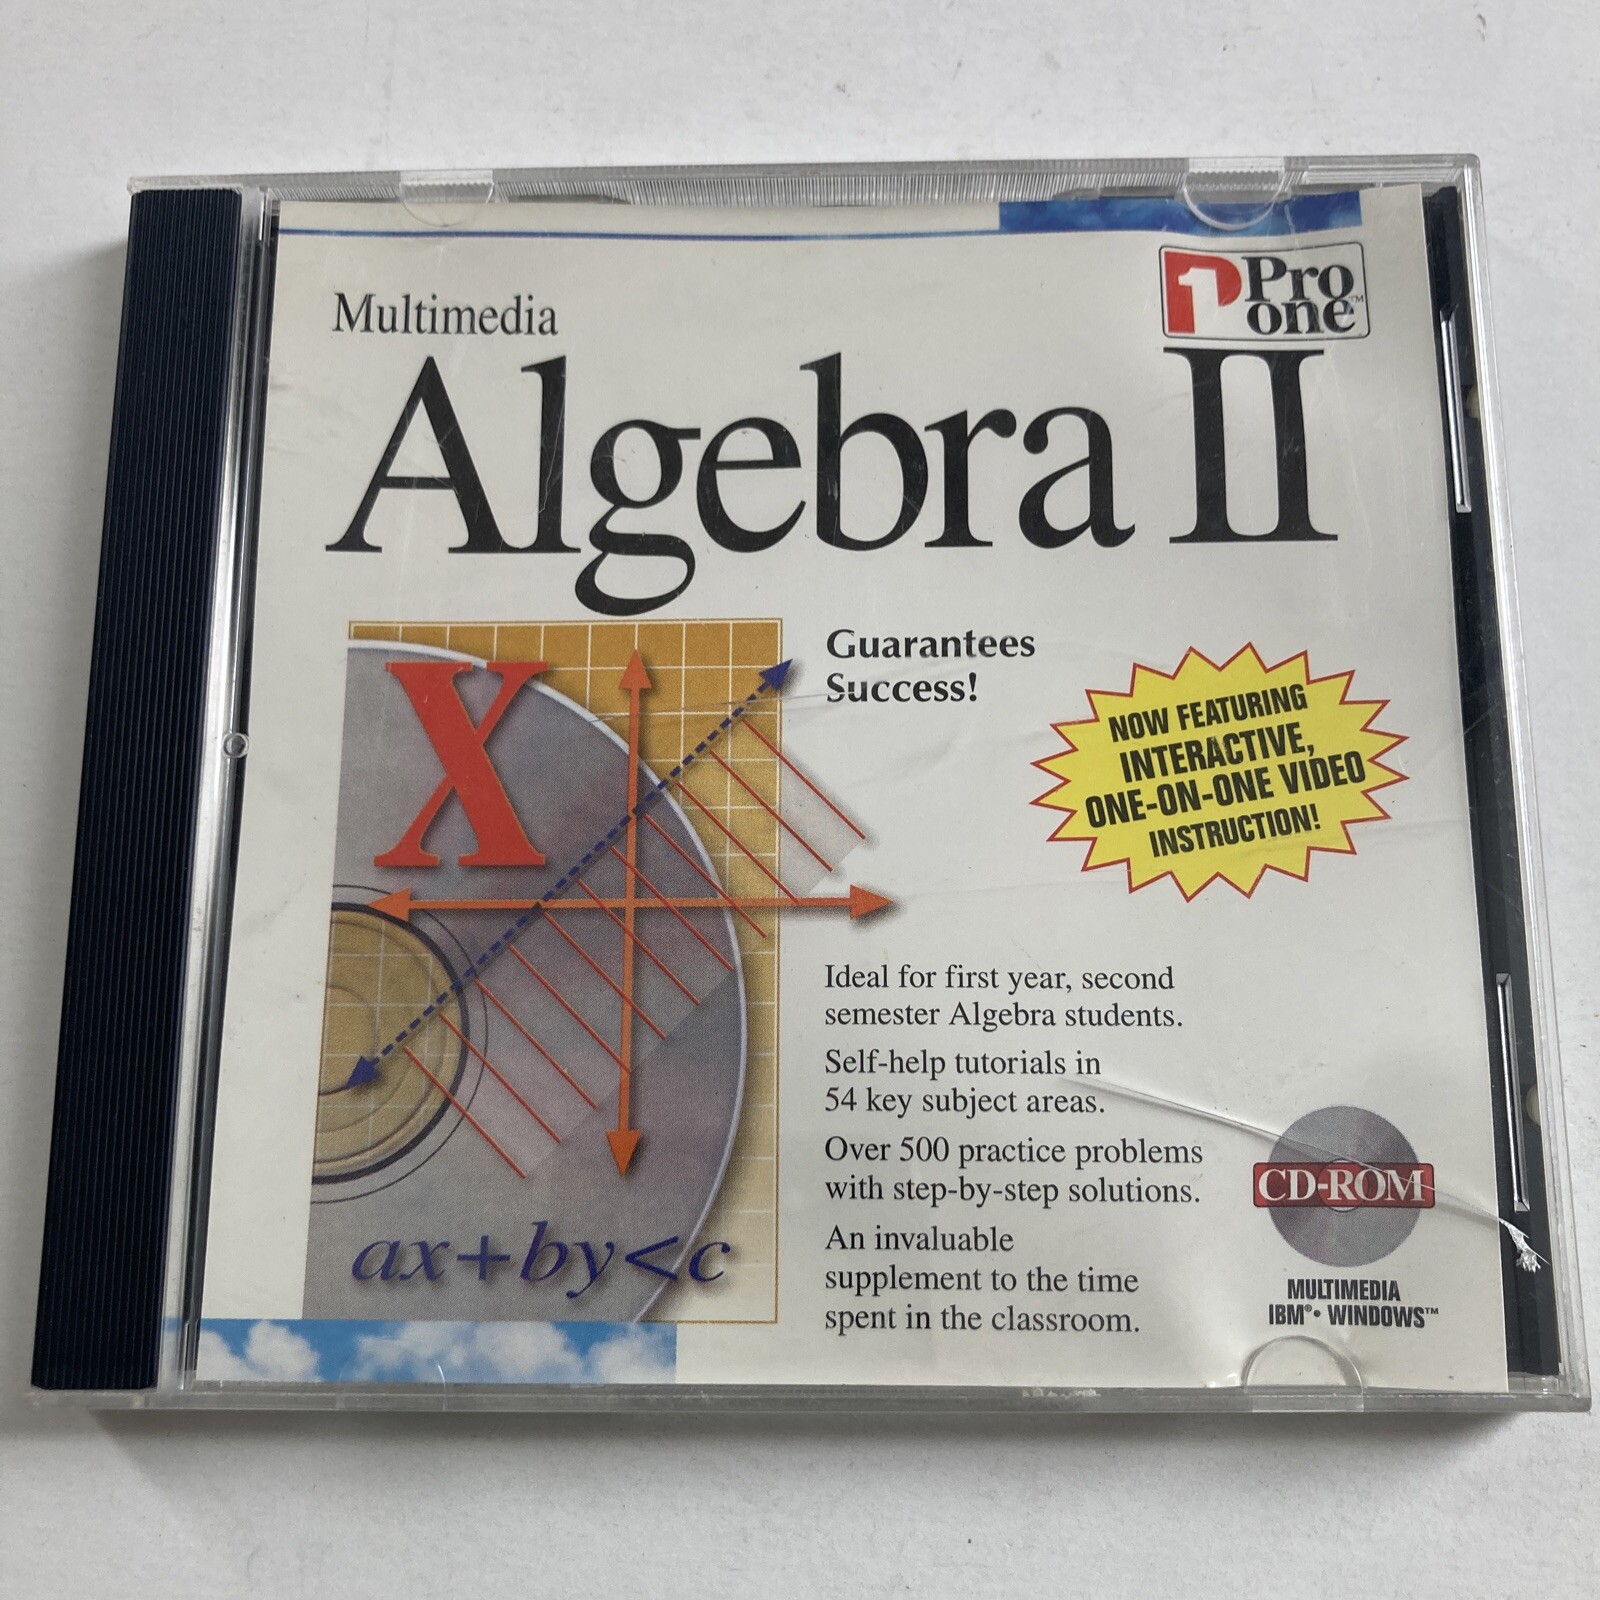 Multimedia
1 Pro
one™
Algebra II
X
Guarantees
Success!
NOW FEATURING
INTERACTIVE,
ONE-ON-ONE VIDEO
INSTRUCTION!
Ideal for first year, second
semester Algebra students.
Self-help tutorials in
54 key subject areas.
Over 500 practice problems
with step-by-step solutions.
An invaluable
supplement to the time
spent in the classroom.
ax+by<c
CD-ROM
MULTIMEDIA
IBM®• WINDOWS™